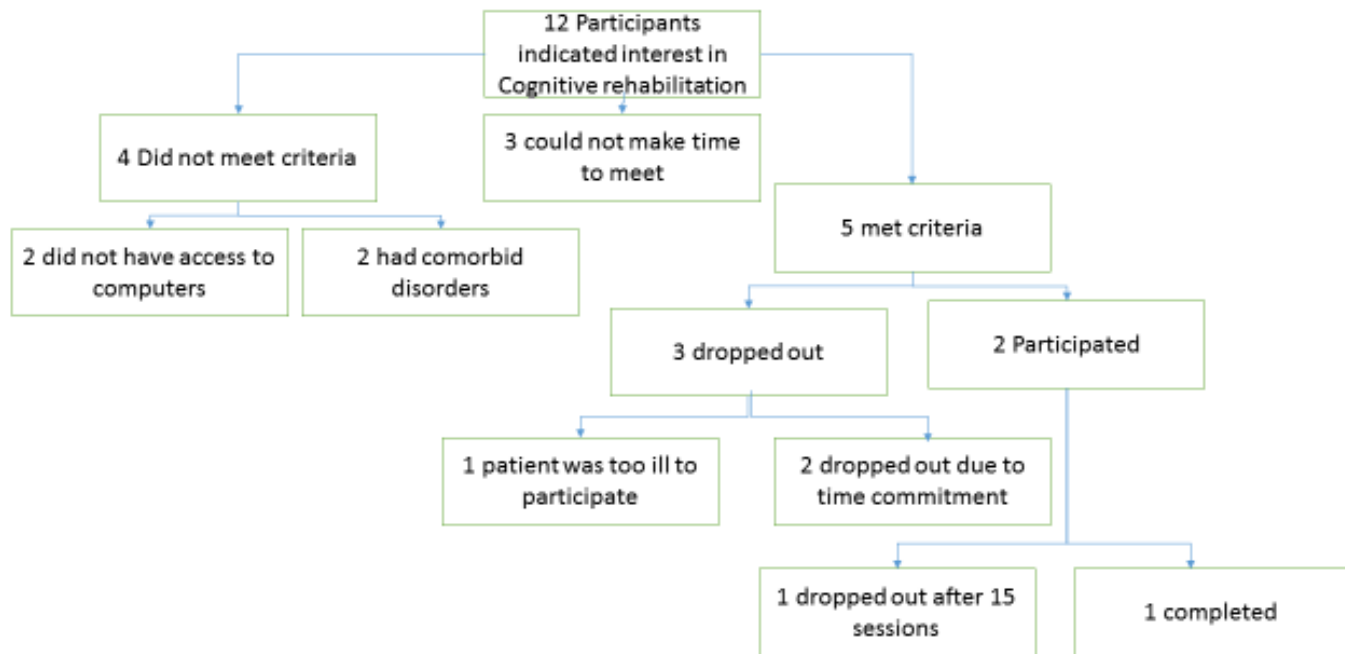 12 Participants
indicated interest in
Cognitive rehabilitation
4 Did not meet criteria
3 could not make time
to meet
5 met criteria
2 did not have access to
computers
2 had comorbid
disorders
3 dropped out
2 Participated
1 patient was too ill to
participate
2 dropped out due to
time commitment
1 dropped out after 15
sessions
1 completed